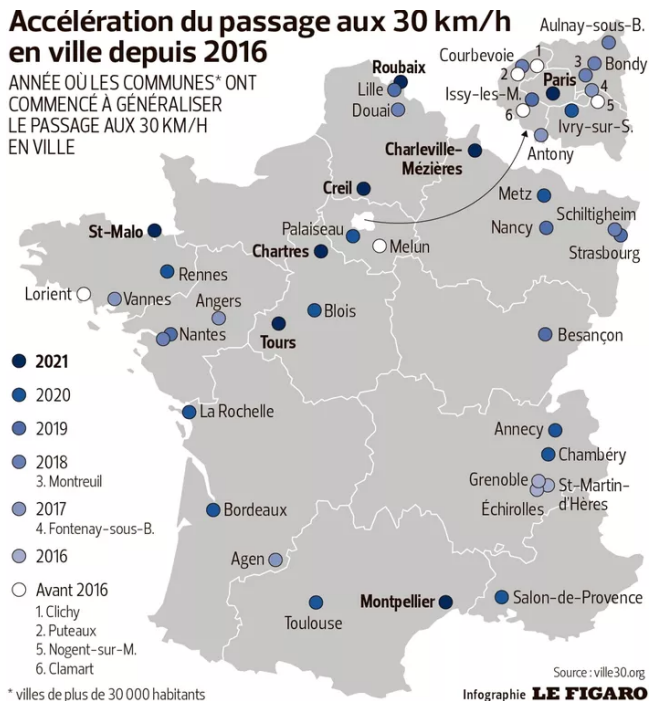 Accélération du passage aux 30 km/h
en ville depuis 2016
ANNÉE OÙ LES COMMUNES* ONT
COMMENCÉ À GÉNÉRALISER
LE PASSAGE AUX 30 KM/H
EN VILLE
Aulnay-sous-B.
Courbevoie
1
2
3
Bondy
Paris
4
5
Issy-les-M.
6
Ivry-sur-S.
Antony
Roubaix
Lille
Douai
Charleville-
Mézières
Creil
Metz
Nancy
Schiltigheim
Strasbourg
Palaiseau
Melun
Chartres
St-Malo
Rennes
Lorient
Vannes
Angers
Nantes
Blois
Tours
Besançon
La Rochelle
Annecy
Chambéry
Grenoble
St-Martin-
d'Hères
Échirolles
Bordeaux
Agen
Toulouse
Montpellier
Salon-de-Provence
2021
2020
2019
2018
3. Montreuil
2017
4. Fontenay-sous-B.
2016
Avant 2016
1. Clichy
2. Puteaux
5. Nogent-sur-M.
6. Clamart
* villes de plus de 30 000 habitants
Source : ville30.org
Infographie LE FIGARO